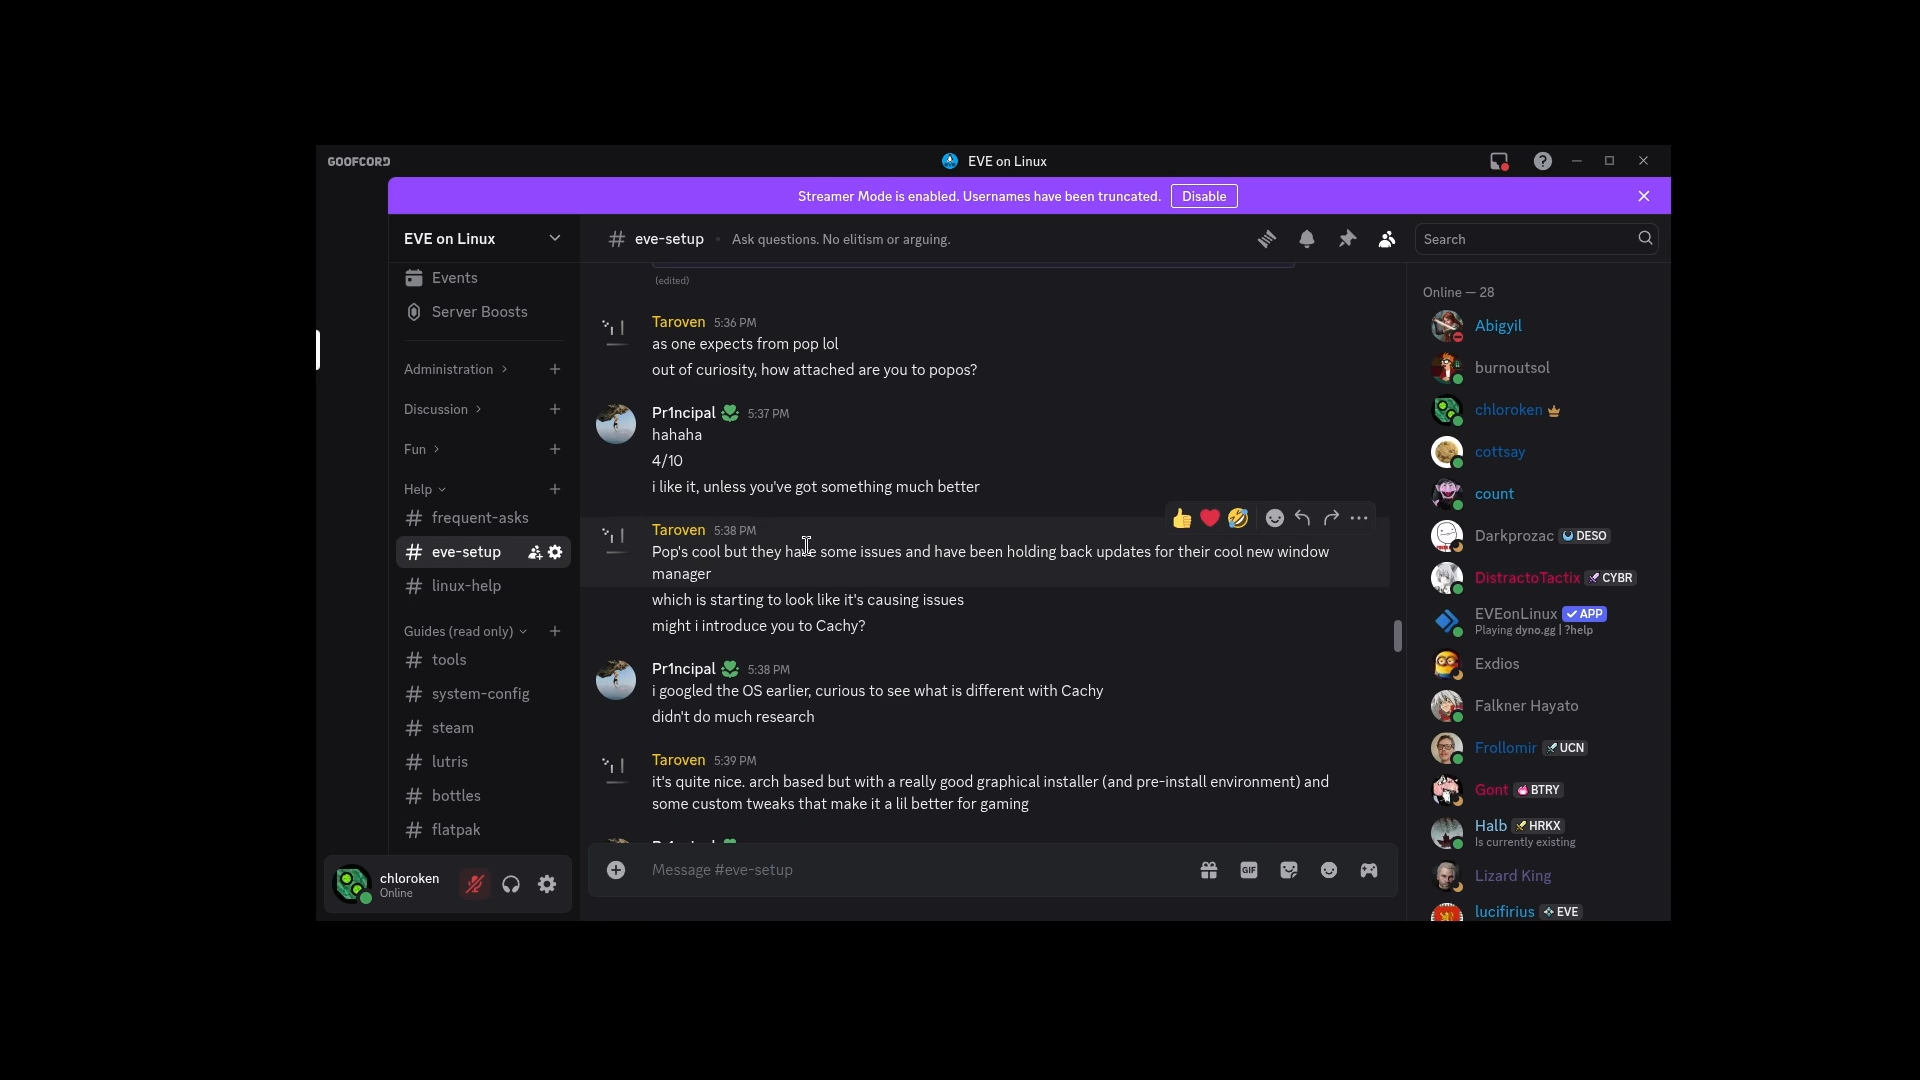 GOOFCORD
EVE on Linux
Streamer Mode is enabled. Usernames have been truncated.
Disable
EVE on Linux
Events
Server Boosts
Administration
Discussion
Fun
Help
frequent-asks
eve-setup
linux-help
Guides (read only)
tools
system-config
steam
lutris
bottles
flatpak
chloroken
Online
eve-setup
Ask questions. No elitism or arguing.
Search
(edited)
Taroven 5:36 PM
as one expects from pop lol
out of curiosity, how attached are you to popos?
Pr1ncipal 5:37 PM
hahaha
4/10
i like it, unless you've got something much better
Taroven 5:38 PM
Pop's cool but they have some issues and have been holding back updates for their cool new window
manager
which is starting to look like it's causing issues
might i introduce you to Cachy?
Pr1ncipal 5:38 PM
i googled the OS earlier, curious to see what is different with Cachy
didn't do much research
Taroven 5:39 PM
it's quite nice. arch based but with a really good graphical installer (and pre-install environment) and
some custom tweaks that make it a lil better for gaming
Message #eve-setup
GIF
Online — 28
Abigyil
burnoutsol
chloroken
cottsay
count
Darkprozac DESO
DistractoTactix CYBR
EVEonLinux APP
Playing dyno.gg | ?help
Exdios
Falkner Hayato
Frollomir UCN
Gont BTRY
Halb HRKX
Is currently existing
Lizard King
lucifirius EVE